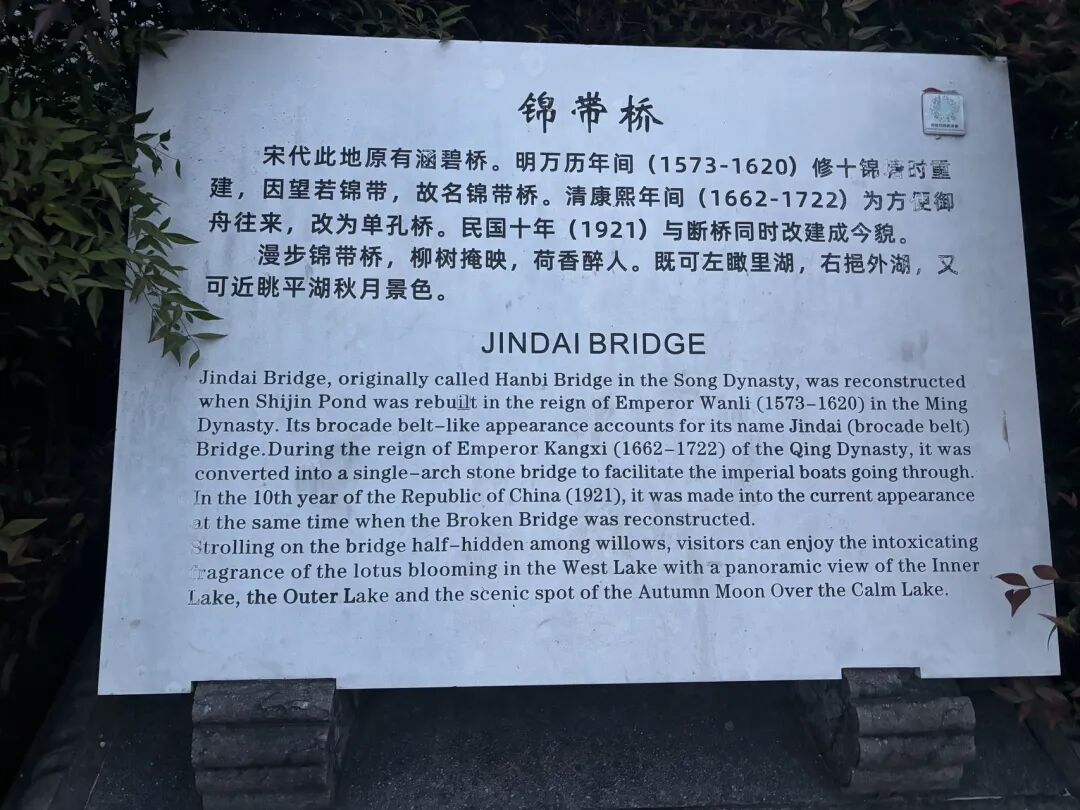 锦带桥
宋代此地原有涵碧桥。明万历年间（1573-1620）修十锦塘时重
建，因望若锦带，故名锦带桥。清康熙年间（1662-1722）为方便御
舟往来，改为单孔桥。民国十年（1921）与断桥同时改建成今貌。
漫步锦带桥，柳树掩映，荷香醉人。既可左瞰里湖，右挹外湖，又
可近眺平湖秋月景色。
JINDAI BRIDGE
Jindai Bridge, originally called Hanbi Bridge in the Song Dynasty, was reconstructed
when Shijin Pond was rebuilt in the reign of Emperor Wanli (1573-1620) in the Ming
Dynasty. Its brocade belt-like appearance accounts for its name Jindai (brocade belt)
Bridge.During the reign of Emperor Kangxi (1662-1722) of the Qing Dynasty, it was
converted into a single-arch stone bridge to facilitate the imperial boats going through.
In the 10th year of the Republic of China (1921), it was made into the current appearance
at the same time when the Broken Bridge was reconstructed.
Strolling on the bridge half-hidden among willows, visitors can enjoy the intoxicating
fragrance of the lotus blooming in the West Lake with a panoramic view of the Inner
Lake, the Outer Lake and the scenic spot of the Autumn Moon Over the Calm Lake.